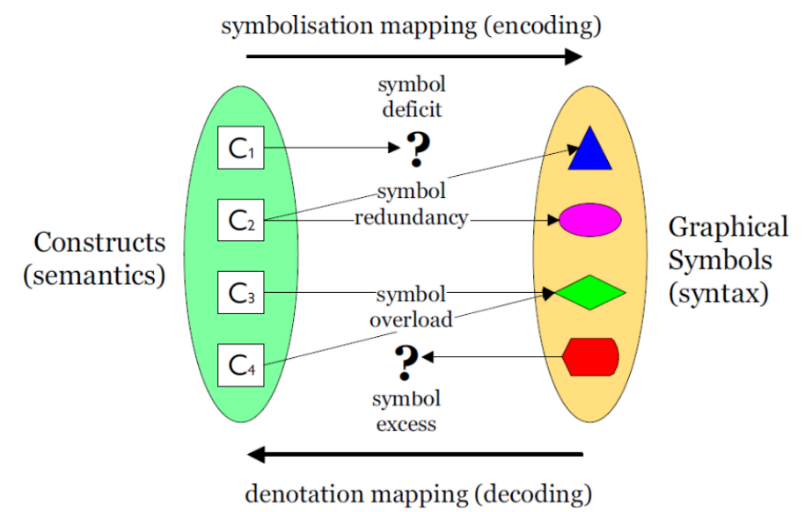 symbolisation mapping (encoding)
symbol
deficit
?
C₁
symbol
redundancy
C₂
Constructs
(semantics)
Graphical
Symbols
(syntax)
C₃
symbol
overload
C₄
?
symbol
excess
denotation mapping (decoding)